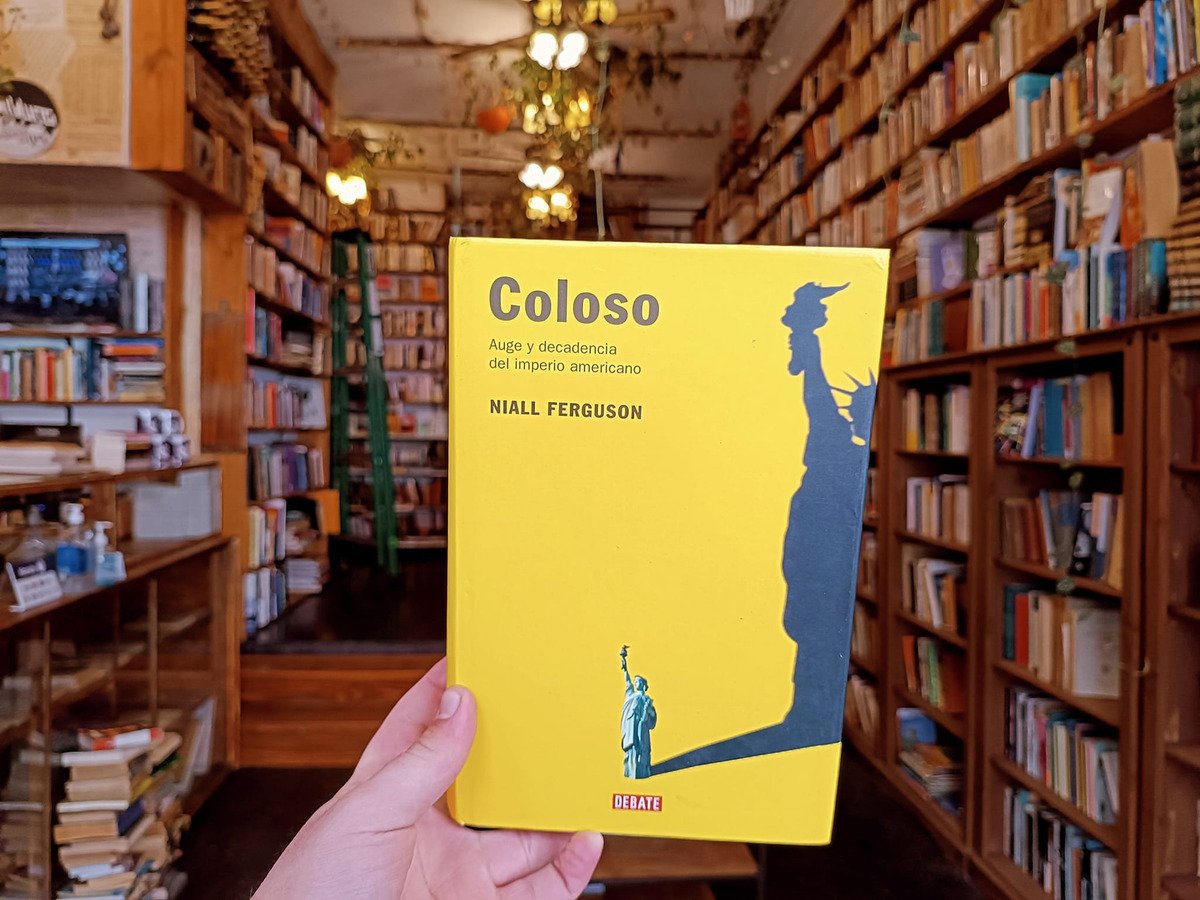 Coloso
Auge y decadencia
del imperio americano
NIALL FERGUSON
DEBATE